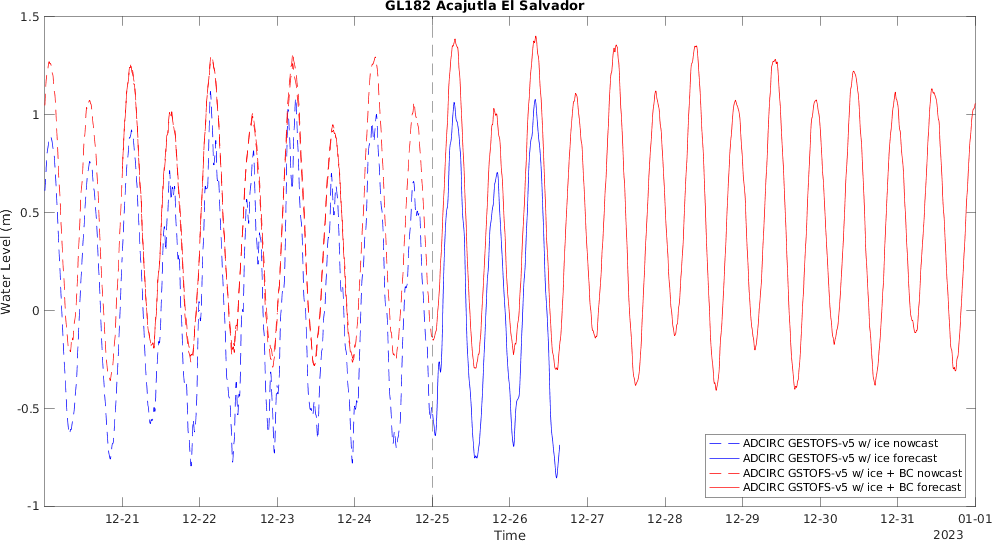 GL182 Acajutla El Salvador
1.5
1
0.5
0
-0.5
-1
Water Level (m)
12-21
12-22
12-23
12-24
12-25
12-26
12-27
12-28
12-29
12-30
12-31
01-01
Time
2023
ADCIRC GESTOFS-v5 w/ ice nowcast
ADCIRC GESTOFS-v5 w/ ice forecast
ADCIRC GSTOFS-v5 w/ ice + BC nowcast
ADCIRC GSTOFS-v5 w/ ice + BC forecast